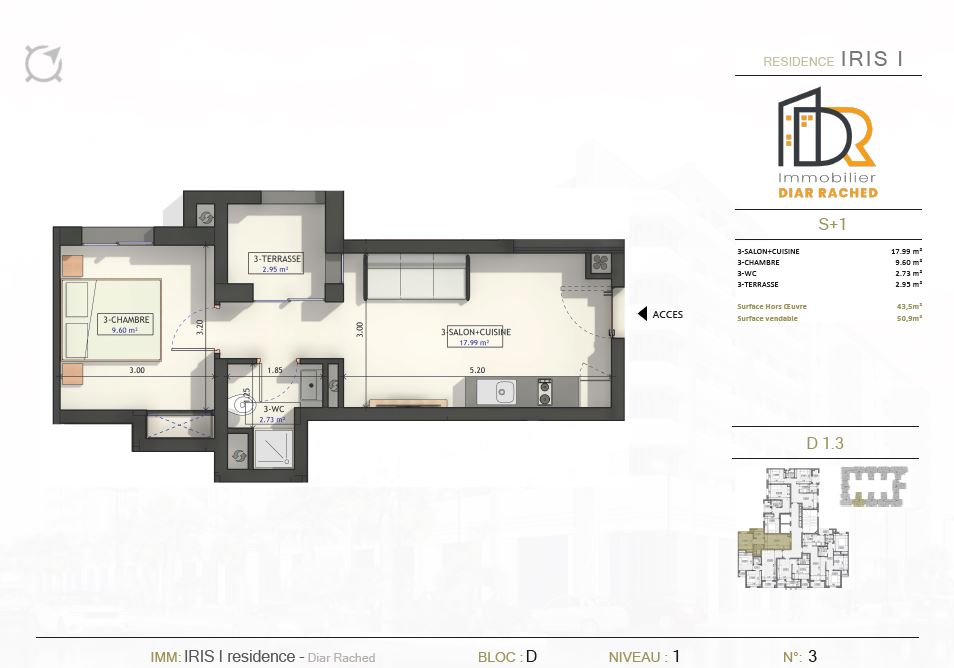 RESIDENCE IRIS I
DR
Immobilier
DIAR RACHED
S+1
3-SALON+CUISINE 17.99 m²
3-CHAMBRE 9.60 m²
3-WC 2.73 m²
3-TERRASSE 2.95 m²
Surface Hors Œuvre 43,5m²
Surface vendable 50,9m²
3-TERRASSE
2.95 m²
3-CHAMBRE
9.60 m²
3.20
3.00
3-SALON+CUISINE
17.99 m²
ACCES
3.00
1.85
5.20
3-WC
2.73 m²
D 1.3
IMM: IRIS I residence - Diar Rached BLOC : D NIVEAU : 1 N°: 3